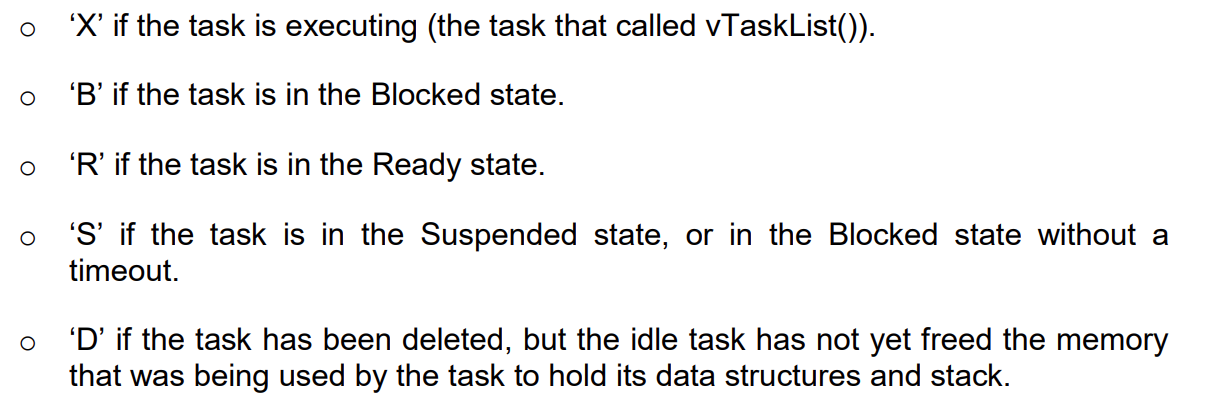 o ‘X’ if the task is executing (the task that called vTaskList()).
o ‘B’ if the task is in the Blocked state.
o ‘R’ if the task is in the Ready state.
o ‘S’ if the task is in the Suspended state, or in the Blocked state without a
timeout.
o ‘D’ if the task has been deleted, but the idle task has not yet freed the memory
that was being used by the task to hold its data structures and stack.